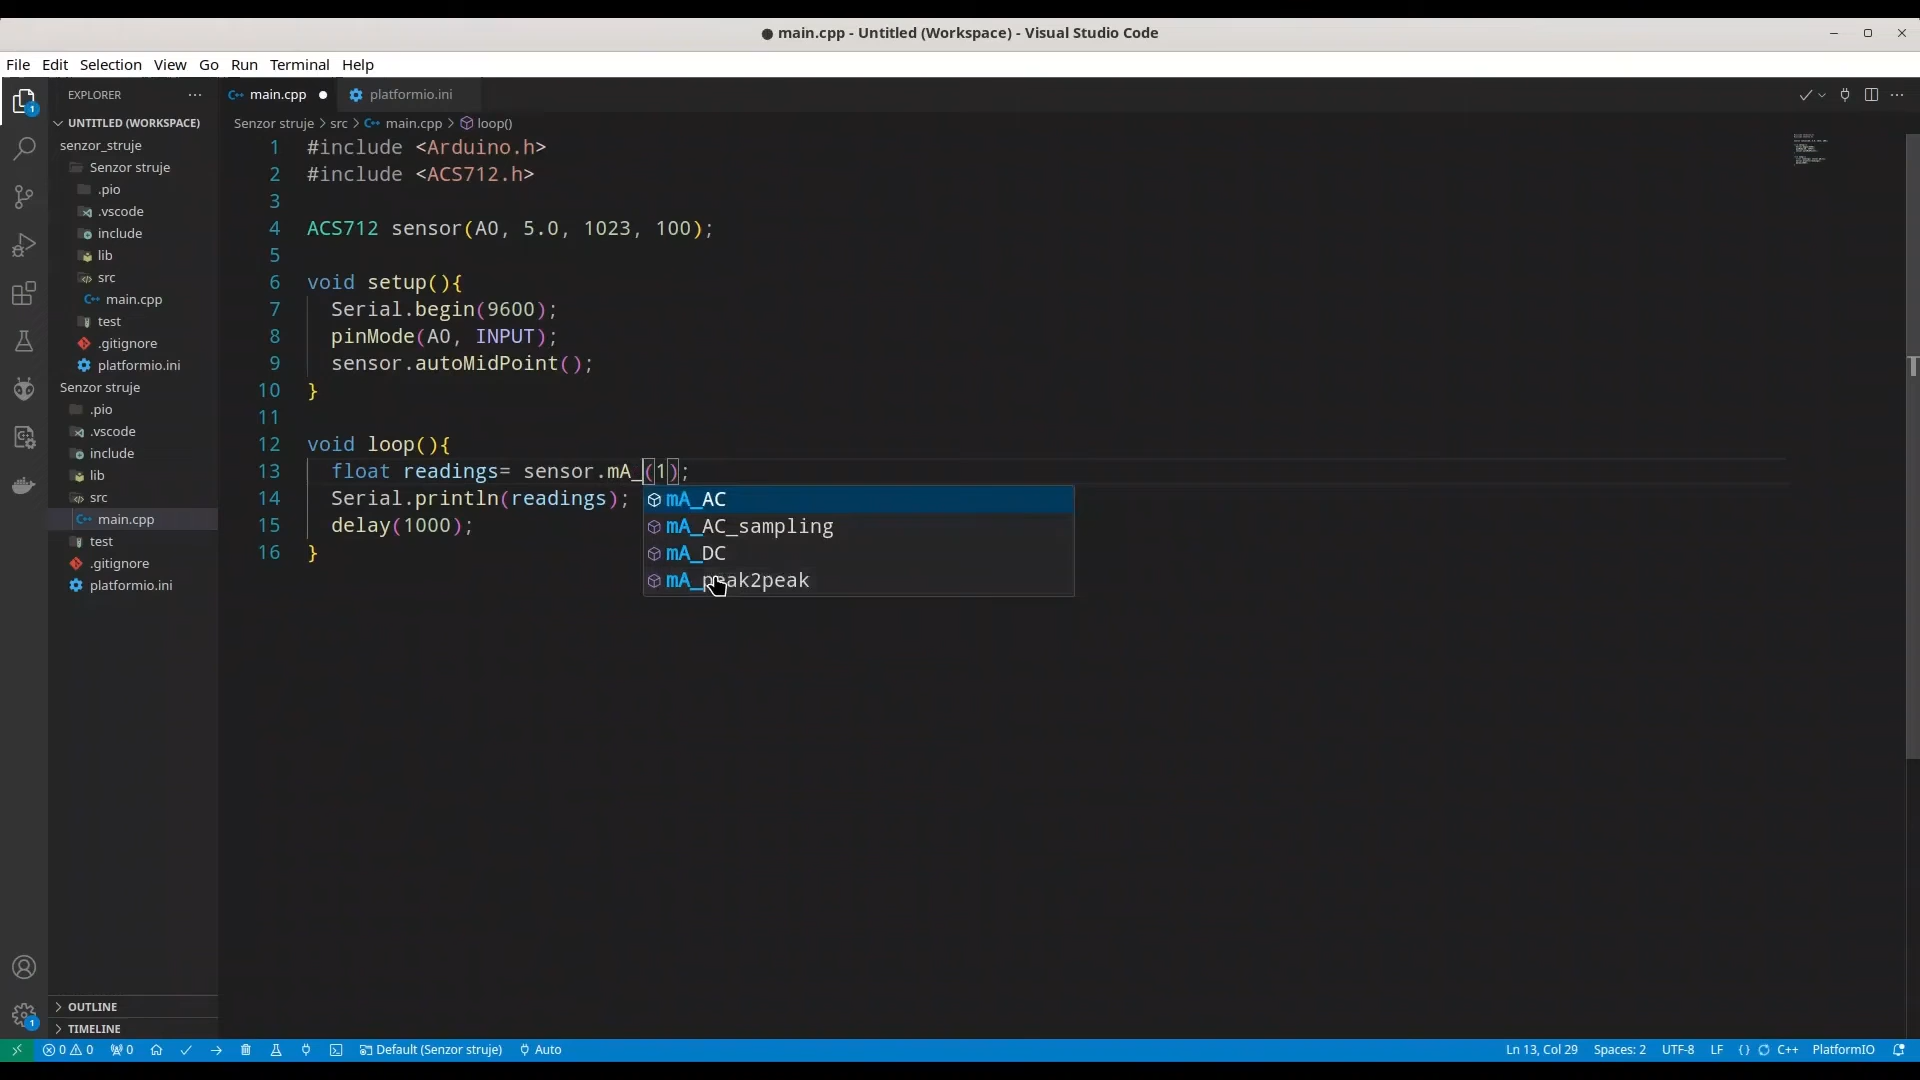 main.cpp - Untitled (Workspace) - Visual Studio Code
File Edit Selection View Go Run Terminal Help
EXPLORER
main.cpp
platformio.ini
UNTITLED (WORKSPACE)
senzor_struje
Senzor struje
.pio
.vscode
include
lib
src
main.cpp
test
.gitignore
platformio.ini
Senzor struje
.pio
.vscode
include
lib
src
main.cpp
test
.gitignore
platformio.ini
OUTLINE
TIMELINE
Senzor struje > src > main.cpp > loop()
1 #include <Arduino.h>
2 #include <ACS712.h>
3
4 ACS712 sensor(A0, 5.0, 1023, 100);
5
6 void setup(){
7 Serial.begin(9600);
8 pinMode(A0, INPUT);
9 sensor.autoMidPoint();
10 }
11
12 void loop(){
13 float readings= sensor.mA_(1);
14 Serial.println(readings);
15 delay(1000);
16 }
mA_AC
mA_AC_sampling
mA_DC
mA_peak2peak
1
1
0 0 0 Default (Senzor struje) Auto Ln 13, Col 29 Spaces: 2 UTF-8 LF {} C++ PlatformIO